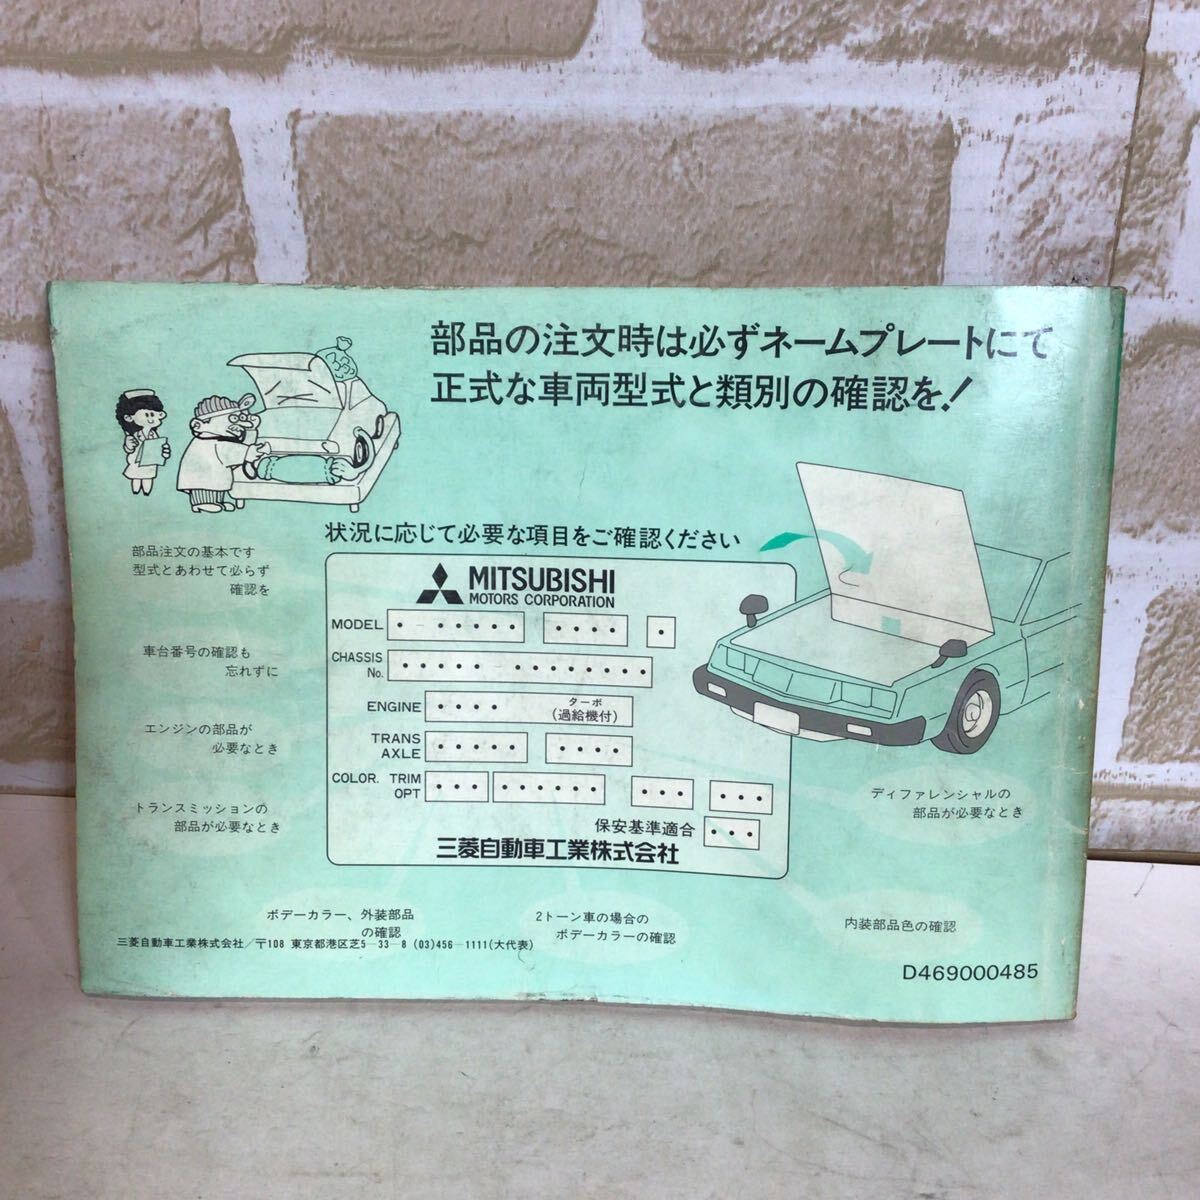 部品の注文時は必ずネームプレートにて
正式な車両型式と類別の確認を!
状況に応じて必要な項目をご確認ください
部品注文の基本です
型式とあわせて必らず
確認を
車台番号の確認も
忘れずに
エンジンの部品が
必要なとき
トランスミッションの
部品が必要なとき
MITSUBISHI
MOTORS CORPORATION
MODEL
CHASSIS
No.
ENGINE
ターボ
(過給機付)
TRANS
AXLE
COLOR. TRIM
OPT
保安基準適合
三菱自動車工業株式会社
ディファレンシャルの
部品が必要なとき
ボデーカラー、外装部品
の確認
2トーン車の場合の
ボデーカラーの確認
内装部品色の確認
三菱自動車工業株式会社/〒108 東京都港区芝5-33-8 (03)456-1111(大代表)
D469000485